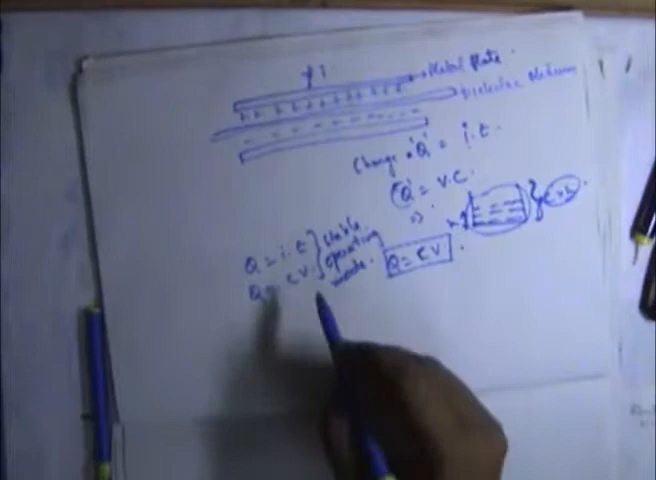 Metal Plate.
Dielectric Medium
Charge 'Q' = i.t.
'Q' = V.C.
Q = CV.
Q = i.t } stable
Q = CV. } operating
mode.